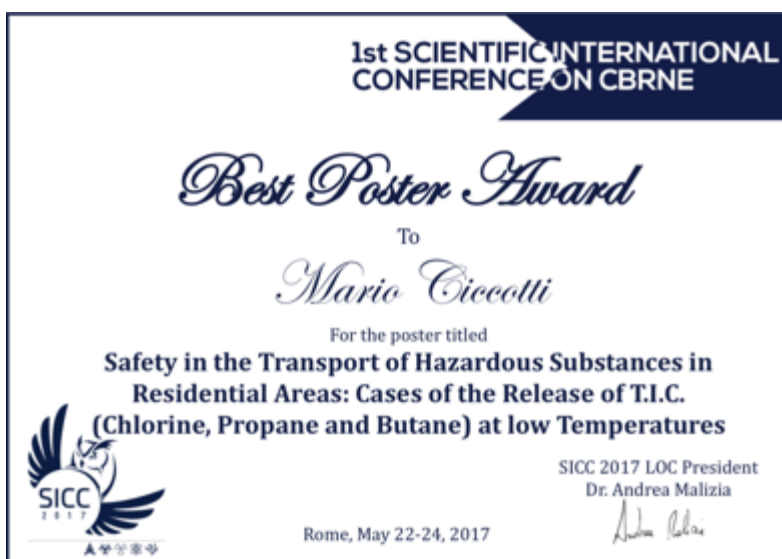 1st SCIENTIFIC INTERNATIONAL
CONFERENCE ON CBRNE
Best Poster Award
To
Mario Ciccotti
For the poster titled
Safety in the Transport of Hazardous Substances in
Residential Areas: Cases of the Release of T.I.C.
(Chlorine, Propane and Butane) at low Temperatures
SICC 2017 LOC President
Dr. Andrea Malizia
SICC
2017
Rome, May 22-24, 2017